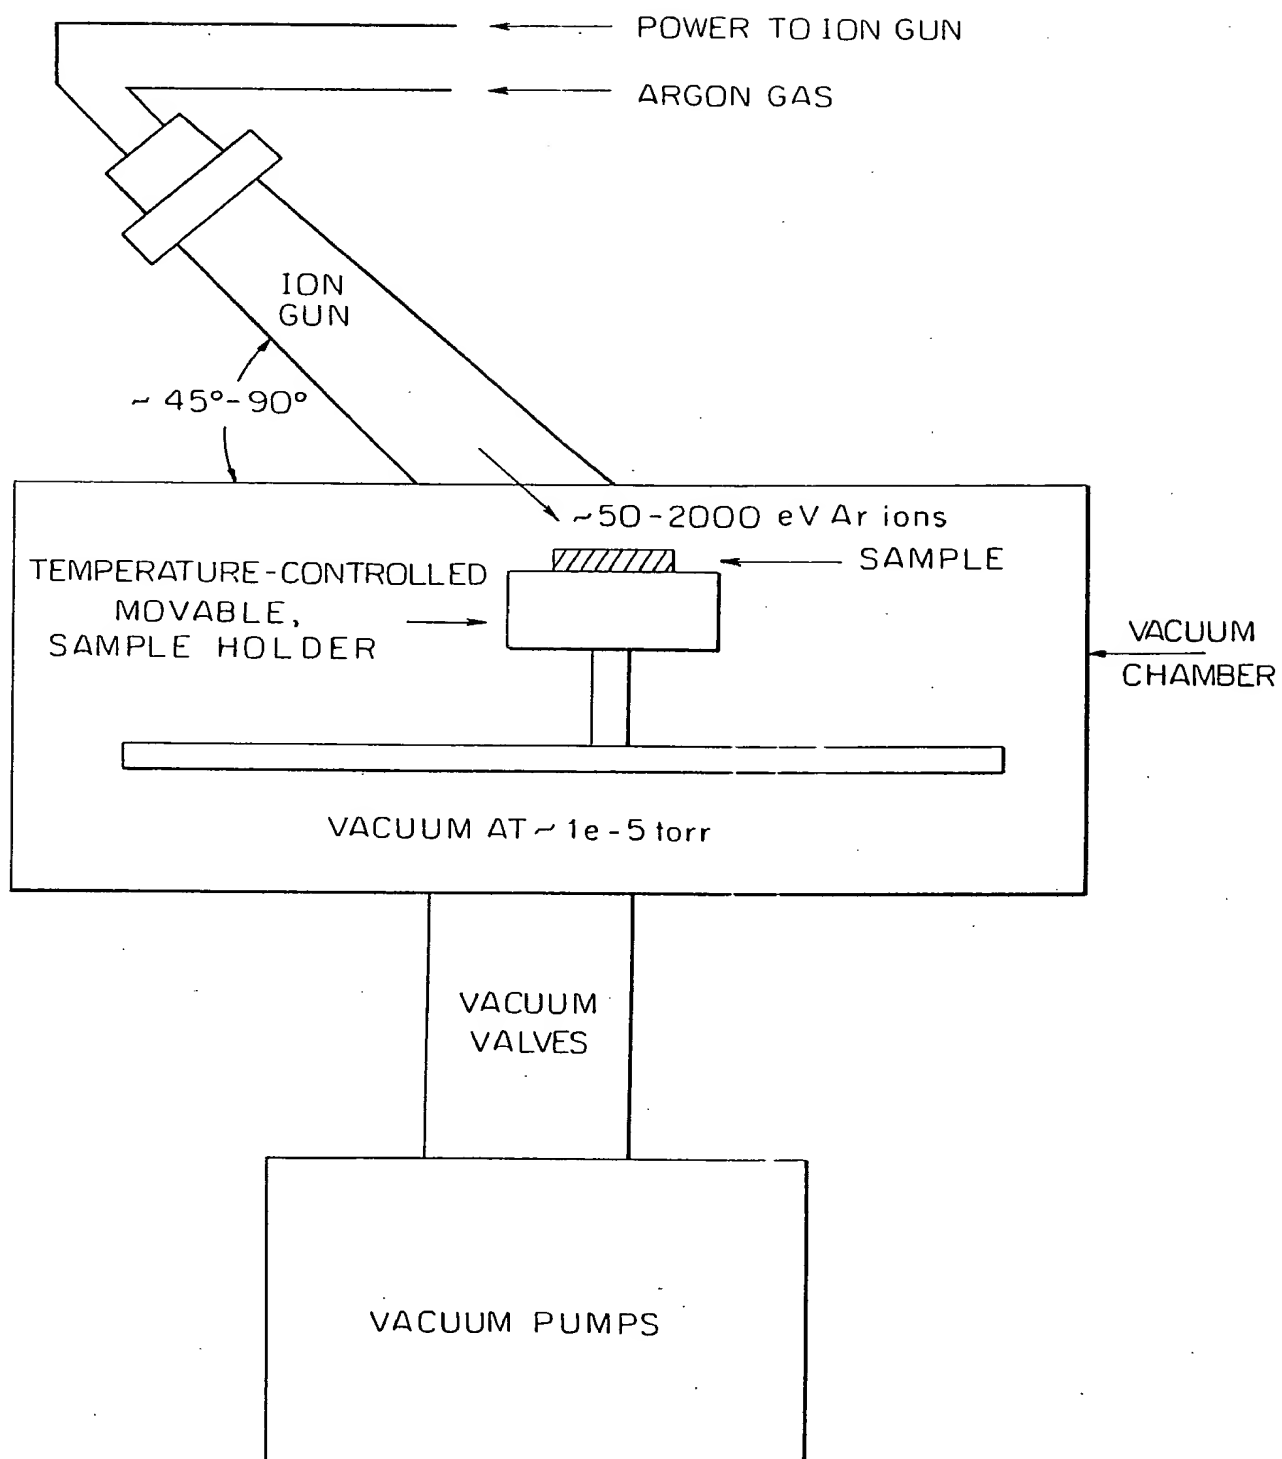 POWER TO ION GUN
ARGON GAS
ION
GUN
~ 45°-90°
~50-2000 eV Ar ions
SAMPLE
TEMPERATURE-CONTROLLED
MOVABLE,
SAMPLE HOLDER
VACUUM
CHAMBER
VACUUM AT ~ 1e-5 torr
VACUUM
VALVES
VACUUM PUMPS